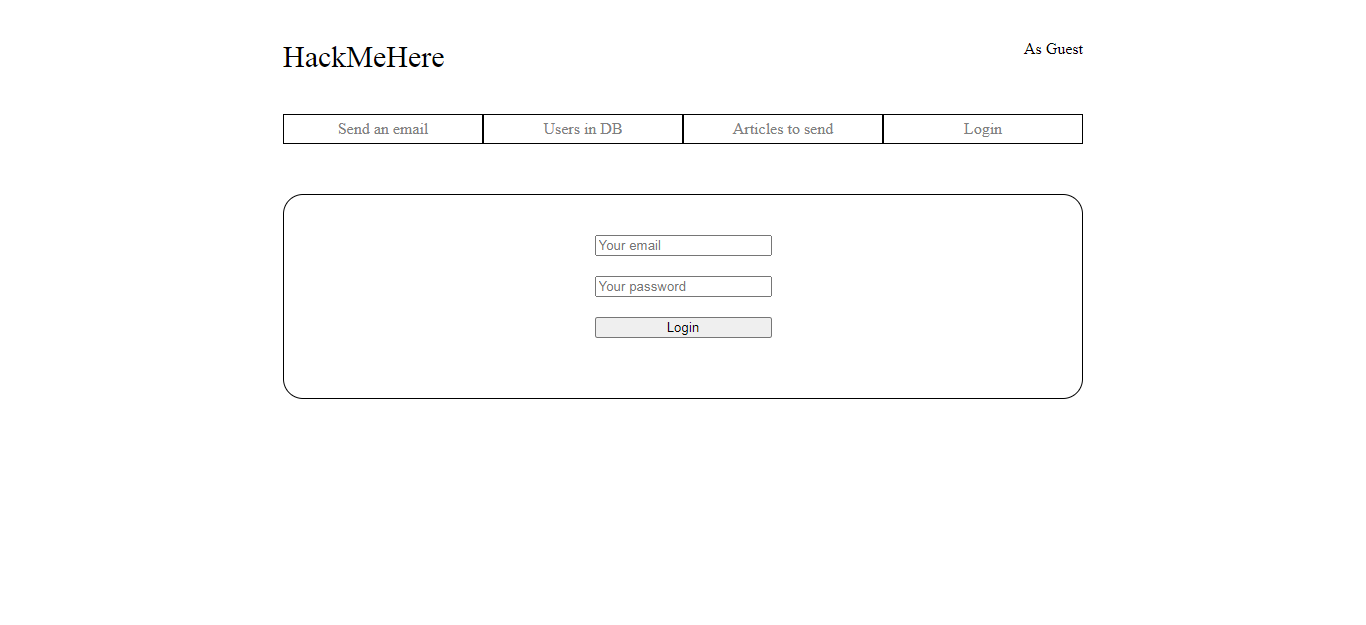 HackMeHere
As Guest
Send an email
Users in DB
Articles to send
Login
Your email
Your password
Login